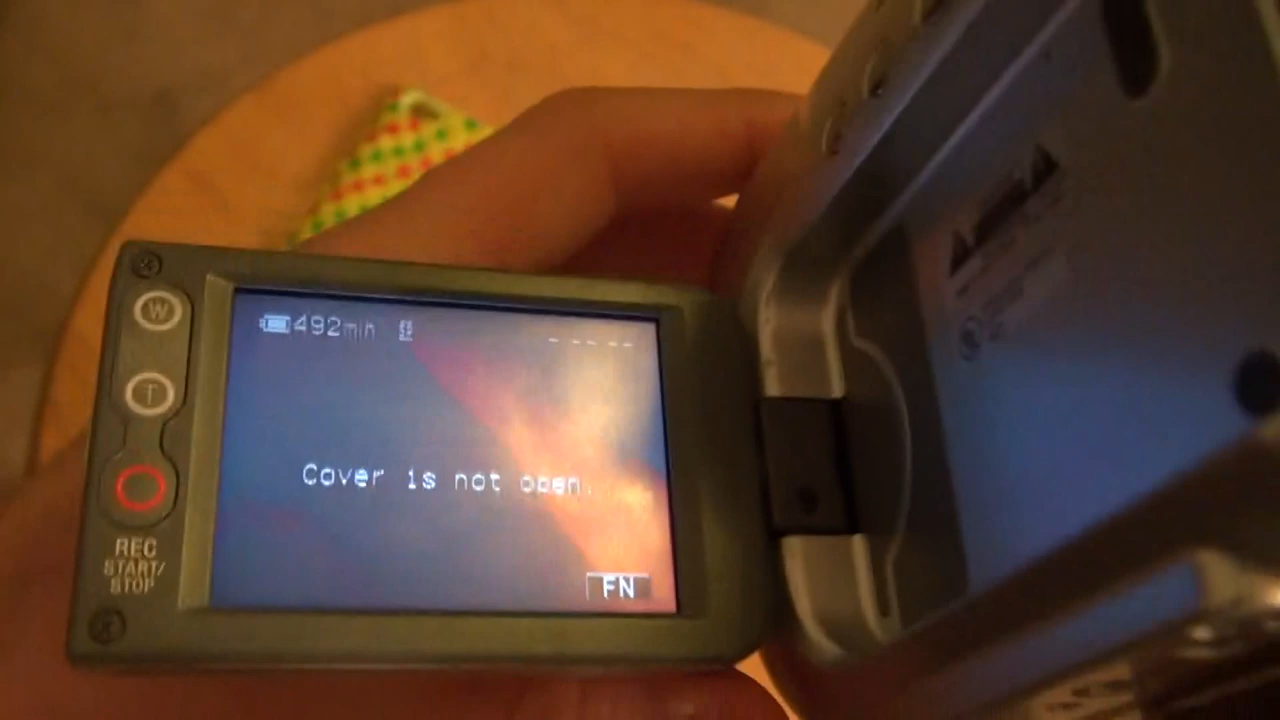 W
T
REC
START/
STOP
492min
- - - - -
Cover is not open.
FN